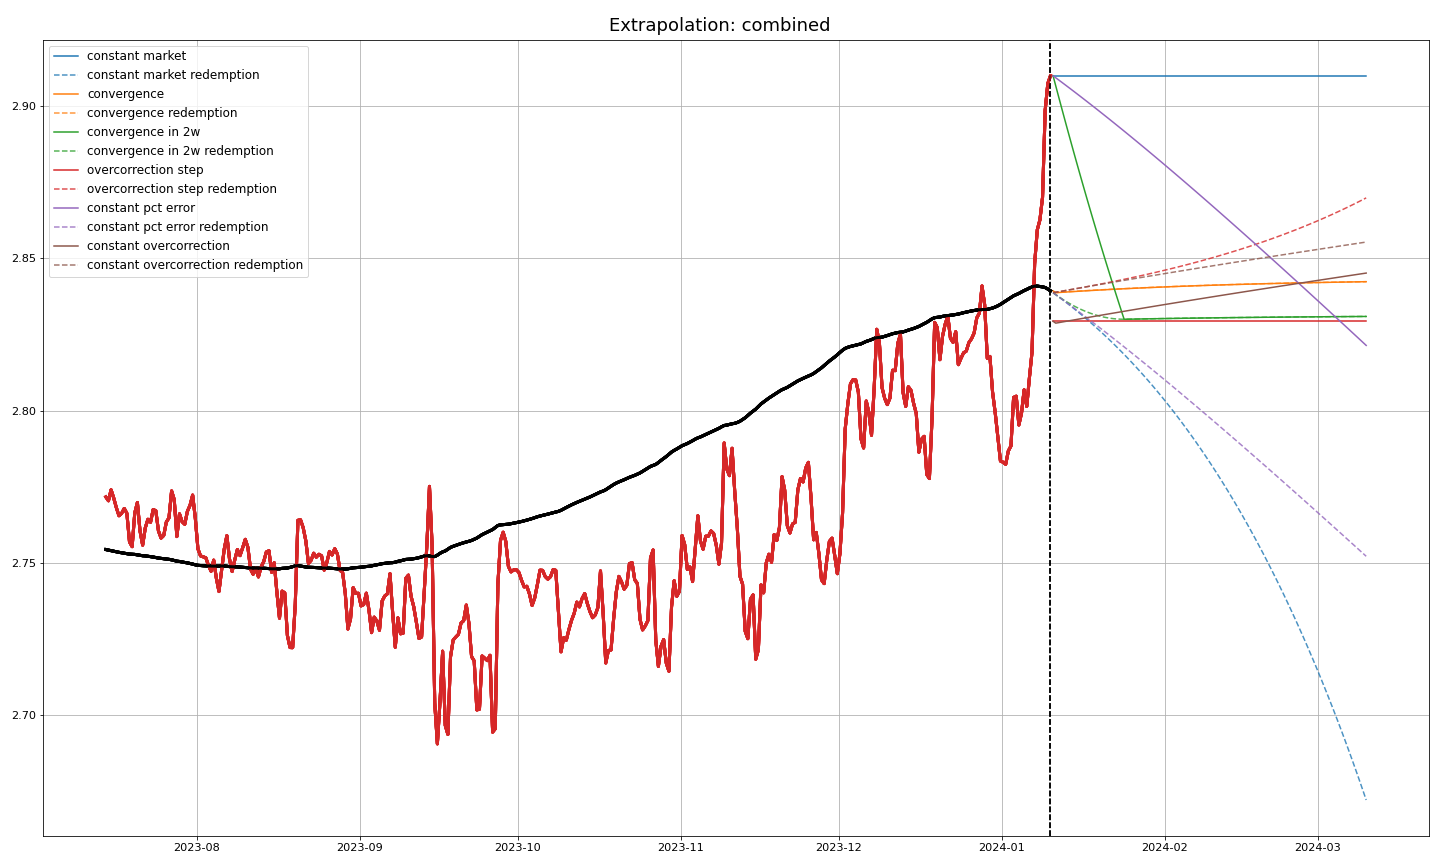 Extrapolation: combined
constant market
constant market redemption
convergence
convergence redemption
convergence in 2w
convergence in 2w redemption
overcorrection step
overcorrection step redemption
constant pct error
constant pct error redemption
constant overcorrection
constant overcorrection redemption
2.90
2.85
2.80
2.75
2.70
2023-08
2023-09
2023-10
2023-11
2023-12
2024-01
2024-02
2024-03